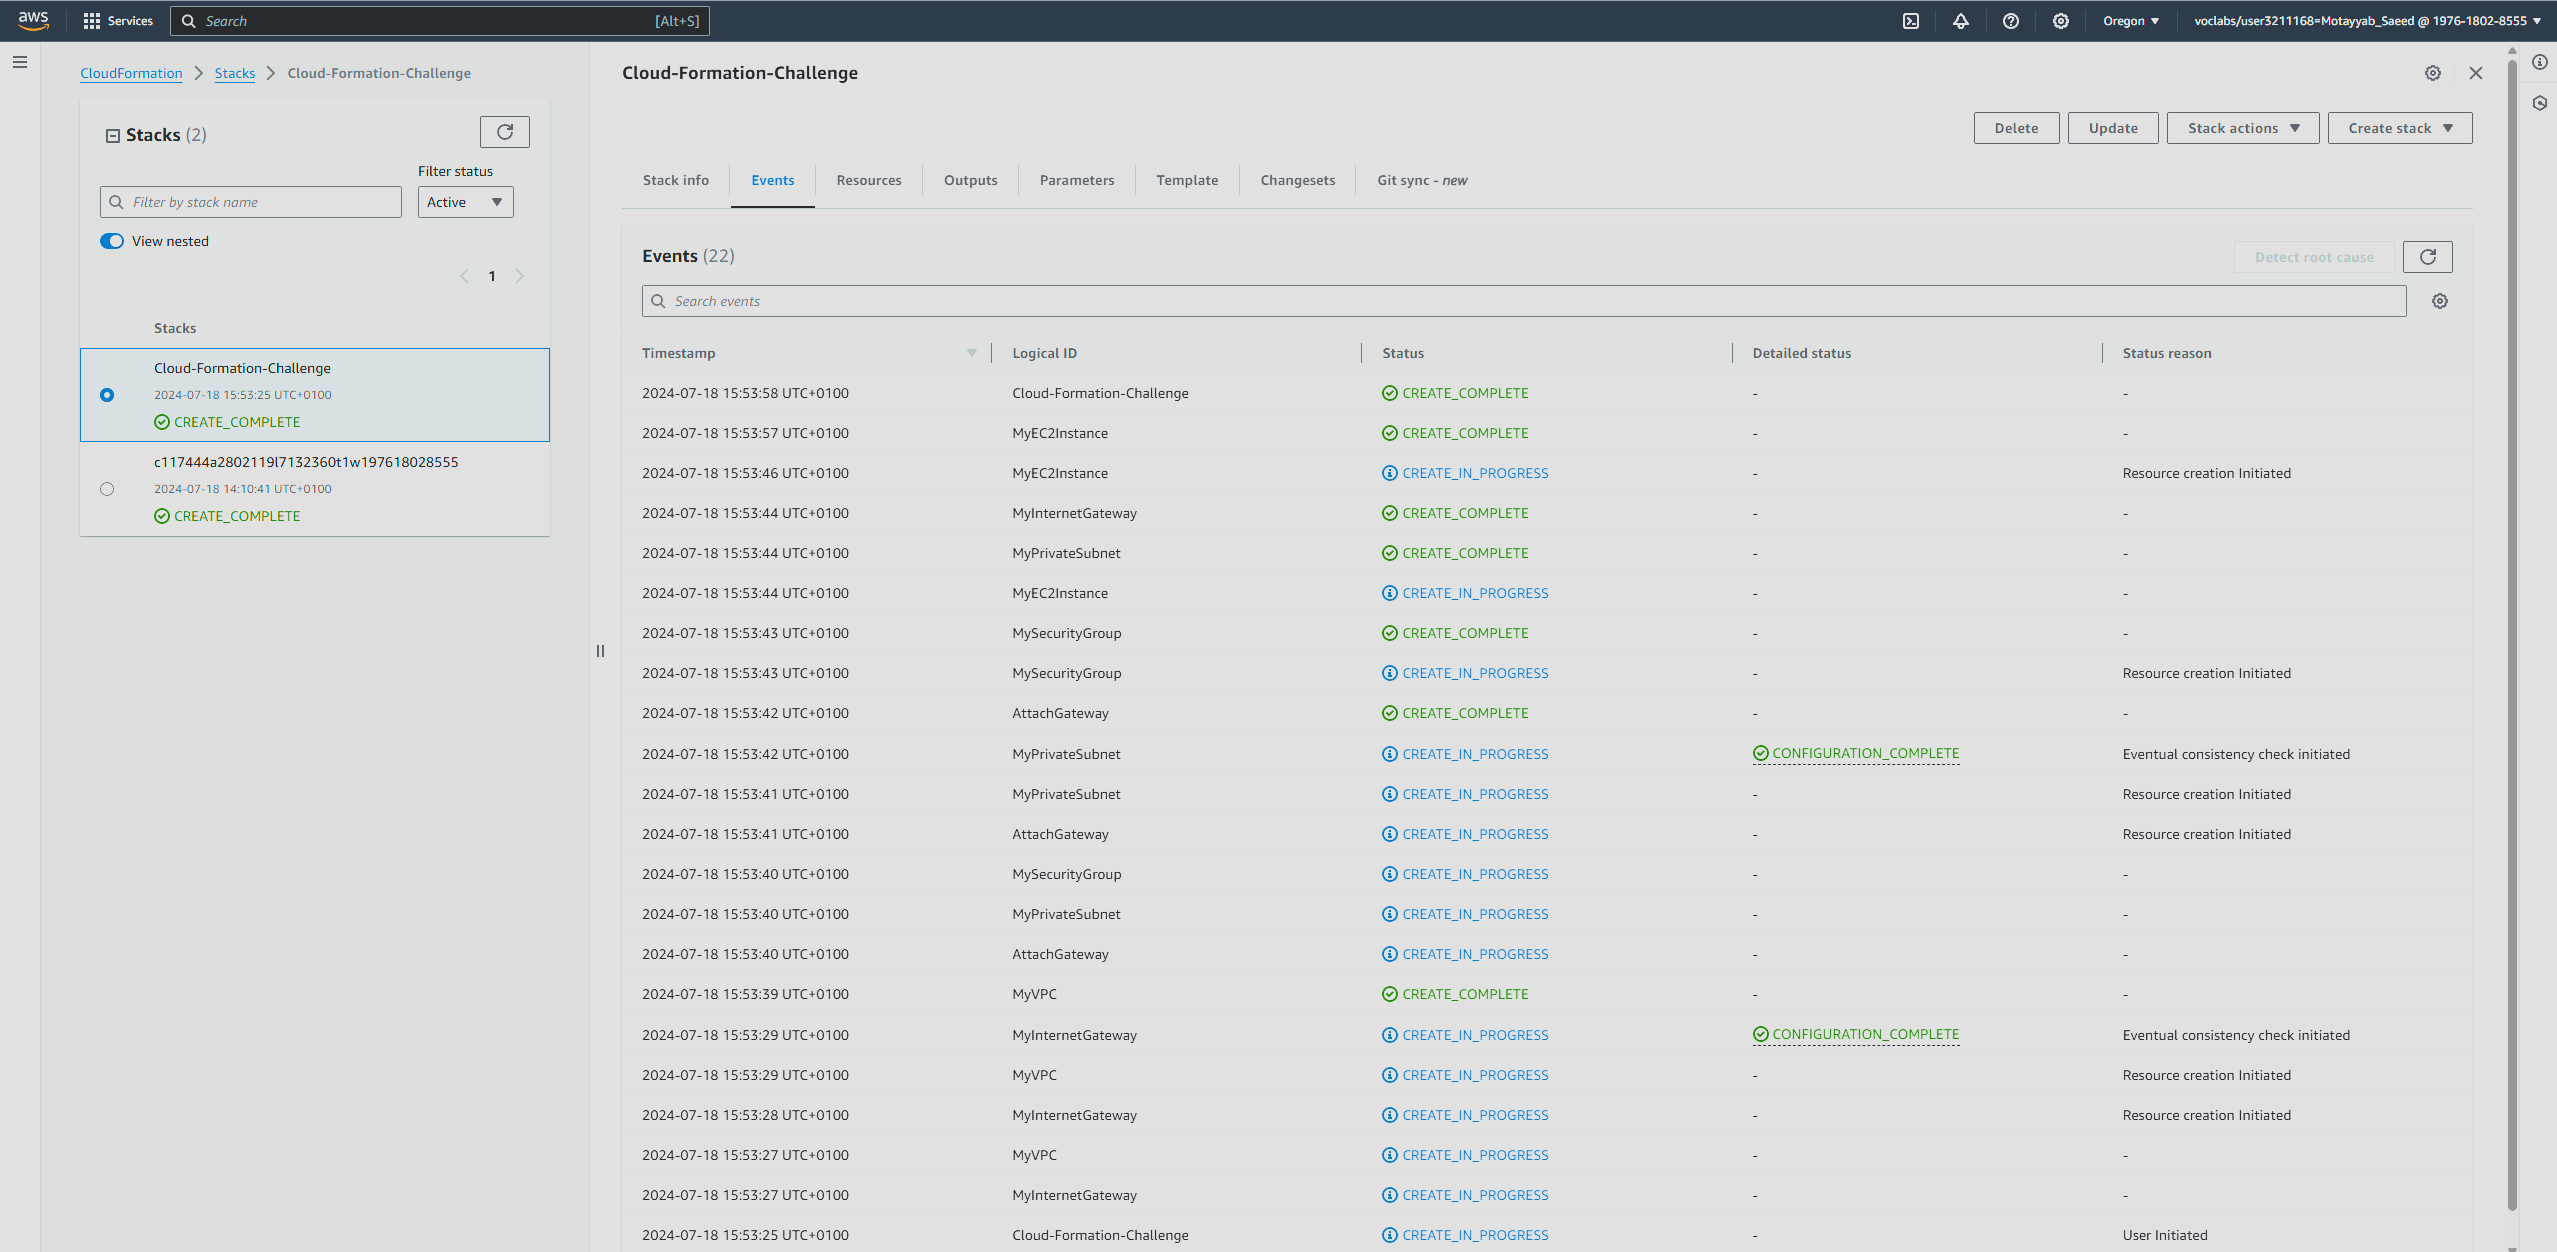 aws Services Search [Alt+S] Oregon voclabs/user3211168=Motayyab_Saeed @ 1976-1802-8555
CloudFormation Stacks Cloud-Formation-Challenge
Stacks (2)
Filter status
Filter by stack name Active
View nested
1
Stacks
Cloud-Formation-Challenge
2024-07-18 15:53:25 UTC+0100
CREATE_COMPLETE
c117444a2802119l7132360t1w197618028555
2024-07-18 14:10:41 UTC+0100
CREATE_COMPLETE
Cloud-Formation-Challenge
Delete Update Stack actions Create stack
Stack info Events Resources Outputs Parameters Template Changesets Git sync - new
Events (22) Detect root cause
Search events
Timestamp Logical ID Status Detailed status Status reason
2024-07-18 15:53:58 UTC+0100 Cloud-Formation-Challenge CREATE_COMPLETE - -
2024-07-18 15:53:57 UTC+0100 MyEC2Instance CREATE_COMPLETE - -
2024-07-18 15:53:46 UTC+0100 MyEC2Instance CREATE_IN_PROGRESS - Resource creation Initiated
2024-07-18 15:53:44 UTC+0100 MyInternetGateway CREATE_COMPLETE - -
2024-07-18 15:53:44 UTC+0100 MyPrivateSubnet CREATE_COMPLETE - -
2024-07-18 15:53:44 UTC+0100 MyEC2Instance CREATE_IN_PROGRESS - -
2024-07-18 15:53:43 UTC+0100 MySecurityGroup CREATE_COMPLETE - -
2024-07-18 15:53:43 UTC+0100 MySecurityGroup CREATE_IN_PROGRESS - Resource creation Initiated
2024-07-18 15:53:42 UTC+0100 AttachGateway CREATE_COMPLETE - -
2024-07-18 15:53:42 UTC+0100 MyPrivateSubnet CREATE_IN_PROGRESS CONFIGURATION_COMPLETE Eventual consistency check initiated
2024-07-18 15:53:41 UTC+0100 MyPrivateSubnet CREATE_IN_PROGRESS - Resource creation Initiated
2024-07-18 15:53:41 UTC+0100 AttachGateway CREATE_IN_PROGRESS - Resource creation Initiated
2024-07-18 15:53:40 UTC+0100 MySecurityGroup CREATE_IN_PROGRESS - -
2024-07-18 15:53:40 UTC+0100 MyPrivateSubnet CREATE_IN_PROGRESS - -
2024-07-18 15:53:40 UTC+0100 AttachGateway CREATE_IN_PROGRESS - -
2024-07-18 15:53:39 UTC+0100 MyVPC CREATE_COMPLETE - -
2024-07-18 15:53:29 UTC+0100 MyInternetGateway CREATE_IN_PROGRESS CONFIGURATION_COMPLETE Eventual consistency check initiated
2024-07-18 15:53:29 UTC+0100 MyVPC CREATE_IN_PROGRESS - Resource creation Initiated
2024-07-18 15:53:28 UTC+0100 MyInternetGateway CREATE_IN_PROGRESS - Resource creation Initiated
2024-07-18 15:53:27 UTC+0100 MyVPC CREATE_IN_PROGRESS - -
2024-07-18 15:53:27 UTC+0100 MyInternetGateway CREATE_IN_PROGRESS - -
2024-07-18 15:53:25 UTC+0100 Cloud-Formation-Challenge CREATE_IN_PROGRESS - User Initiated